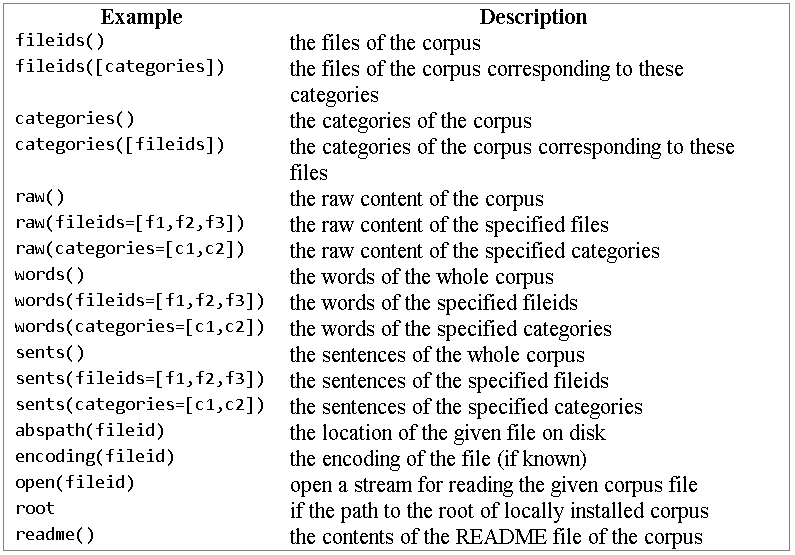 Example Description
fileids() the files of the corpus
fileids([categories]) the files of the corpus corresponding to these
categories
categories() the categories of the corpus
categories([fileids]) the categories of the corpus corresponding to these
files
raw() the raw content of the corpus
raw(fileids=[f1,f2,f3]) the raw content of the specified files
raw(categories=[c1,c2]) the raw content of the specified categories
words() the words of the whole corpus
words(fileids=[f1,f2,f3]) the words of the specified fileids
words(categories=[c1,c2]) the words of the specified categories
sents() the sentences of the whole corpus
sents(fileids=[f1,f2,f3]) the sentences of the specified fileids
sents(categories=[c1,c2]) the sentences of the specified categories
abspath(fileid) the location of the given file on disk
encoding(fileid) the encoding of the file (if known)
open(fileid) open a stream for reading the given corpus file
root if the path to the root of locally installed corpus
readme() the contents of the README file of the corpus